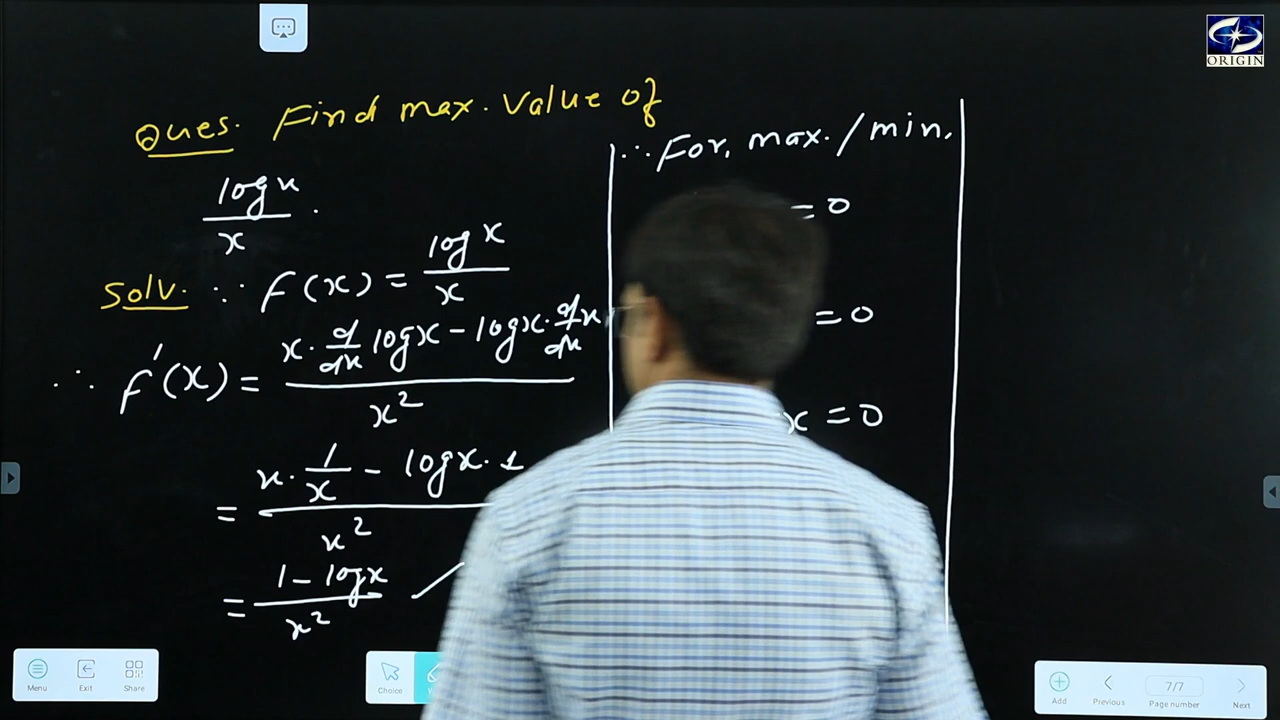 Ques. Find max. value of
log x / x .
Solv. ∵ f(x) = log x / x
∴ f'(x) = x · d/dx log x − log x · d/dx x / x²
= x · 1/x − log x · 1 / x²
= 1 − log x / x²
∴ For, max. / min.
= 0
= 0
x = 0
ORIGIN
Menu
Exit
Share
Choice
Add
Previous
7/7
Page number
Next